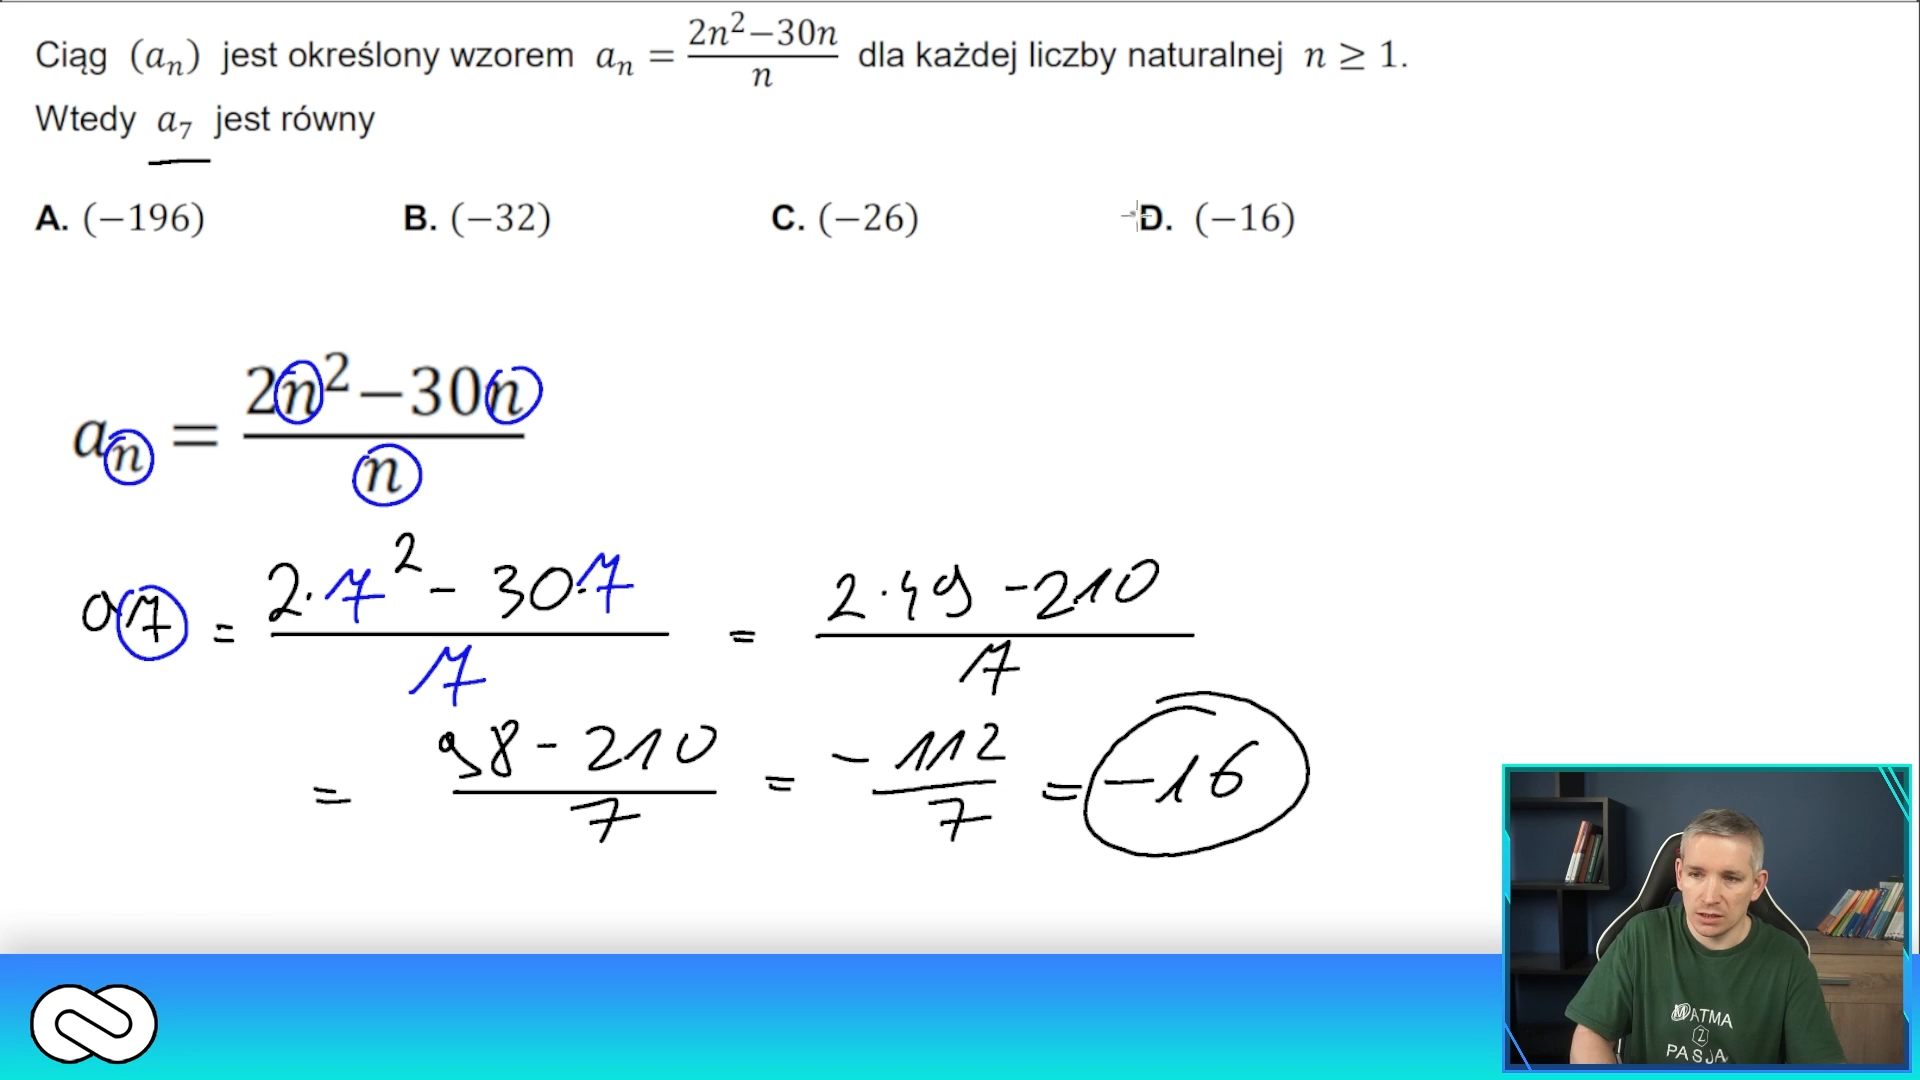 Ciąg (aₙ) jest określony wzorem aₙ = (2n²−30n)/n dla każdej liczby naturalnej n ≥ 1.
Wtedy a₇ jest równy
A. (−196) B. (−32) C. (−26) D. (−16)
aₙ = (2n²−30n)/n
a₇ = (2·7² - 30·7)/7 = (2·49 - 210)/7
= (98 - 210)/7 = -112/7 = -16
MATMA
Z
PASJĄ